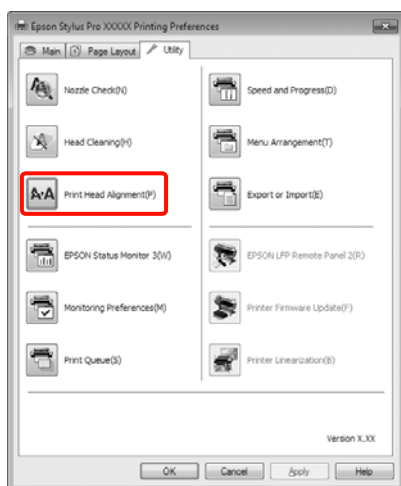 Epson Stylus Pro XXXXX Printing Preferences
Main
Page Layout
Utility
Nozzle Check(N)
Speed and Progress(D)
Head Cleaning(H)
Menu Arrangement(T)
A:A
Print Head Alignment(P)
Export or Import(E)
EPSON Status Monitor 3(W)
EPSON LFP Remote Panel 2(R)
Monitoring Preferences(M)
Printer Firmware Update(F)
Print Queue(S)
Printer Linearization(B)
Version X.XX
OK
Cancel
Apply
Help